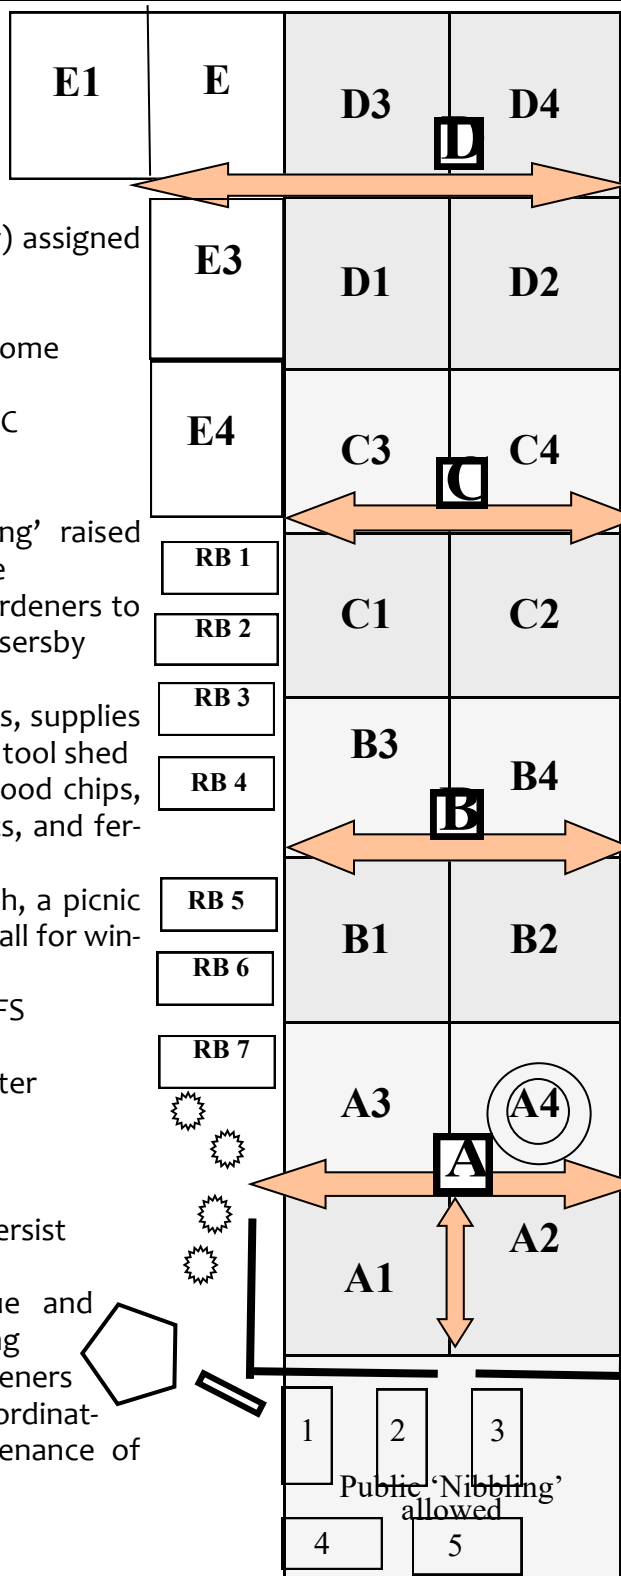 E1 E D3 D4
D
) assigned
E3 D1 D2
ome
C
E4 C3 C4
C
ng’ raised
RB 1
e
rdeners to
C1 C2
RB 2
sersby
RB 3
s, supplies
B3
tool shed
RB 4 B4
ood chips,
B
ts, and fer-
h, a picnic
RB 5
all for win-
B1 B2
RB 6
FS
RB 7
ter
A3 A4
A
ersist
A2
A1
ue and
ng
eners
ordinat-
1 2 3
enance of
Public ‘Nibbling’
allowed
4 5